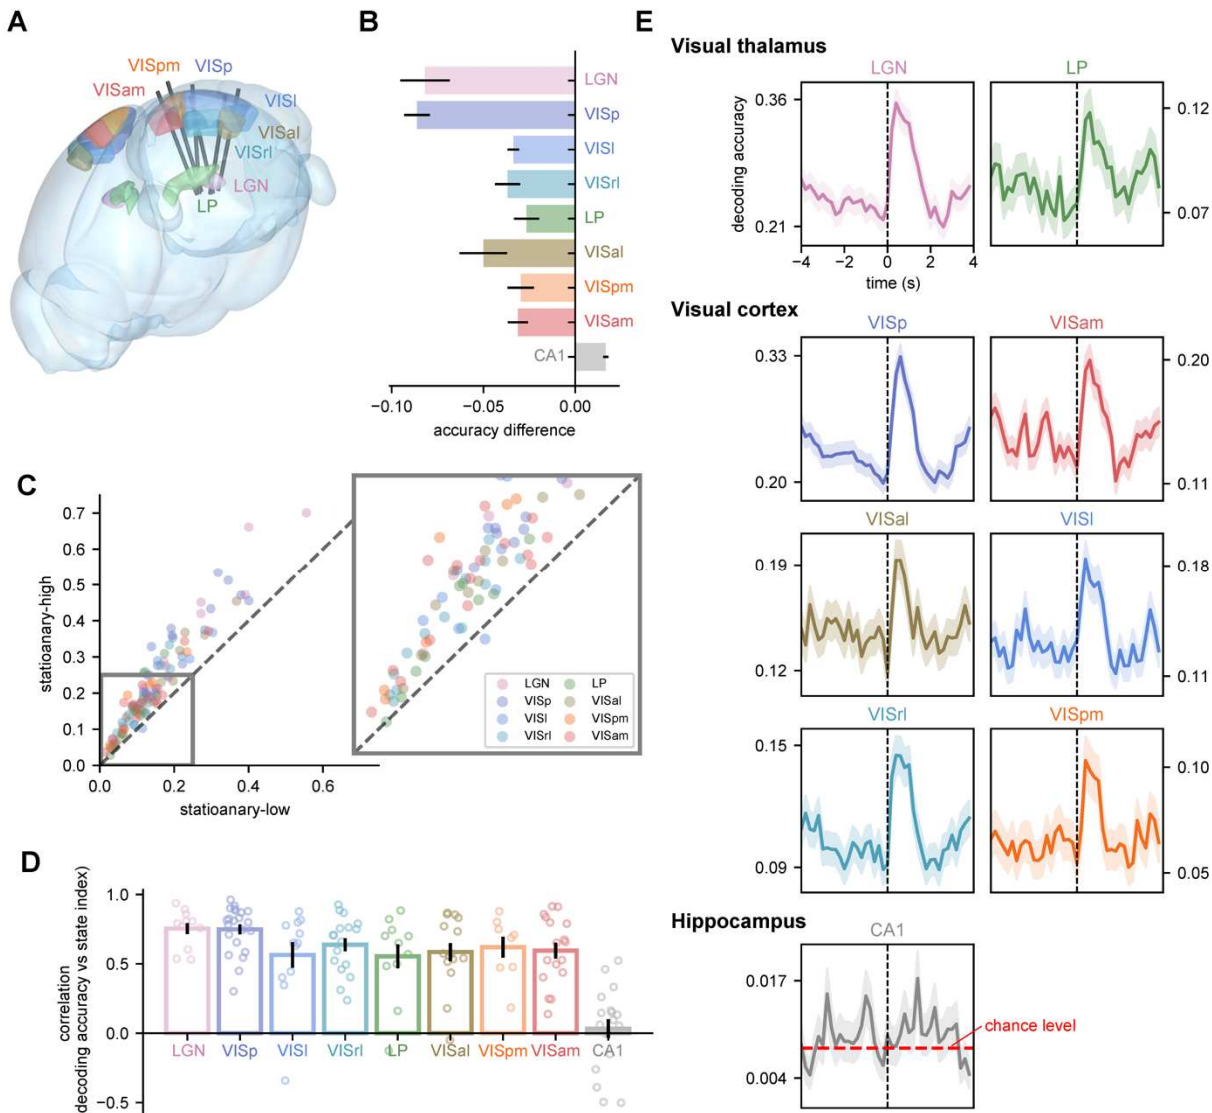 A
VISpm
VISp
VISam
VISl
VISal
VISrl
LGN
LP
B
LGN
VISp
VISl
VISrl
LP
VISal
VISpm
VISam
CA1
−0.10
−0.05
0.00
accuracy difference
C
statioanary-high
0.7
0.6
0.5
0.4
0.3
0.2
0.1
0.0
0.0
0.2
0.4
0.6
statioanary-low
LGN
LP
VISp
VISal
VISl
VISpm
VISrl
VISam
D
correlation
decoding accuracy vs state index)
1.0
0.5
0.0
−0.5
LGN
VISp
VISl
VISrl
LP
VISal
VISpm
VISam
CA1
E
Visual thalamus
LGN
LP
decoding accuracy
0.36
0.21
0.12
0.07
−4
−2
0
2
4
time (s)
Visual cortex
VISp
VISam
0.33
0.20
0.20
0.11
VISal
VISl
0.19
0.12
0.18
0.11
VISrl
VISpm
0.15
0.09
0.10
0.05
Hippocampus
CA1
0.017
0.004
chance level